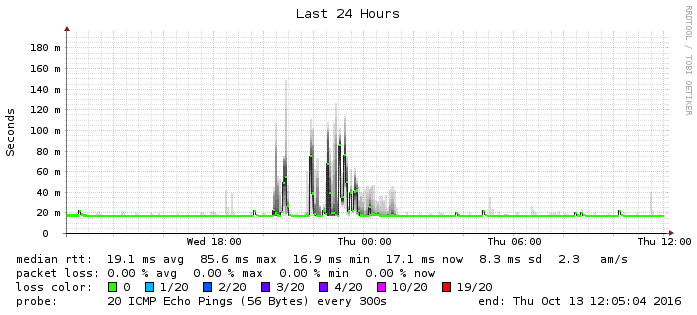 Last 24 Hours
RRDTOOL / TOBI OETIKER
Seconds
180 m
160 m
140 m
120 m
100 m
80 m
60 m
40 m
20 m
0
Wed 18:00 Thu 00:00 Thu 06:00 Thu 12:00
median rtt: 19.1 ms avg 85.6 ms max 16.9 ms min 17.1 ms now 8.3 ms sd 2.3 am/s
packet loss: 0.00 % avg 0.00 % max 0.00 % min 0.00 % now
loss color: 0 1/20 2/20 3/20 4/20 10/20 19/20
probe: 20 ICMP Echo Pings (56 Bytes) every 300s end: Thu Oct 13 12:05:04 2016